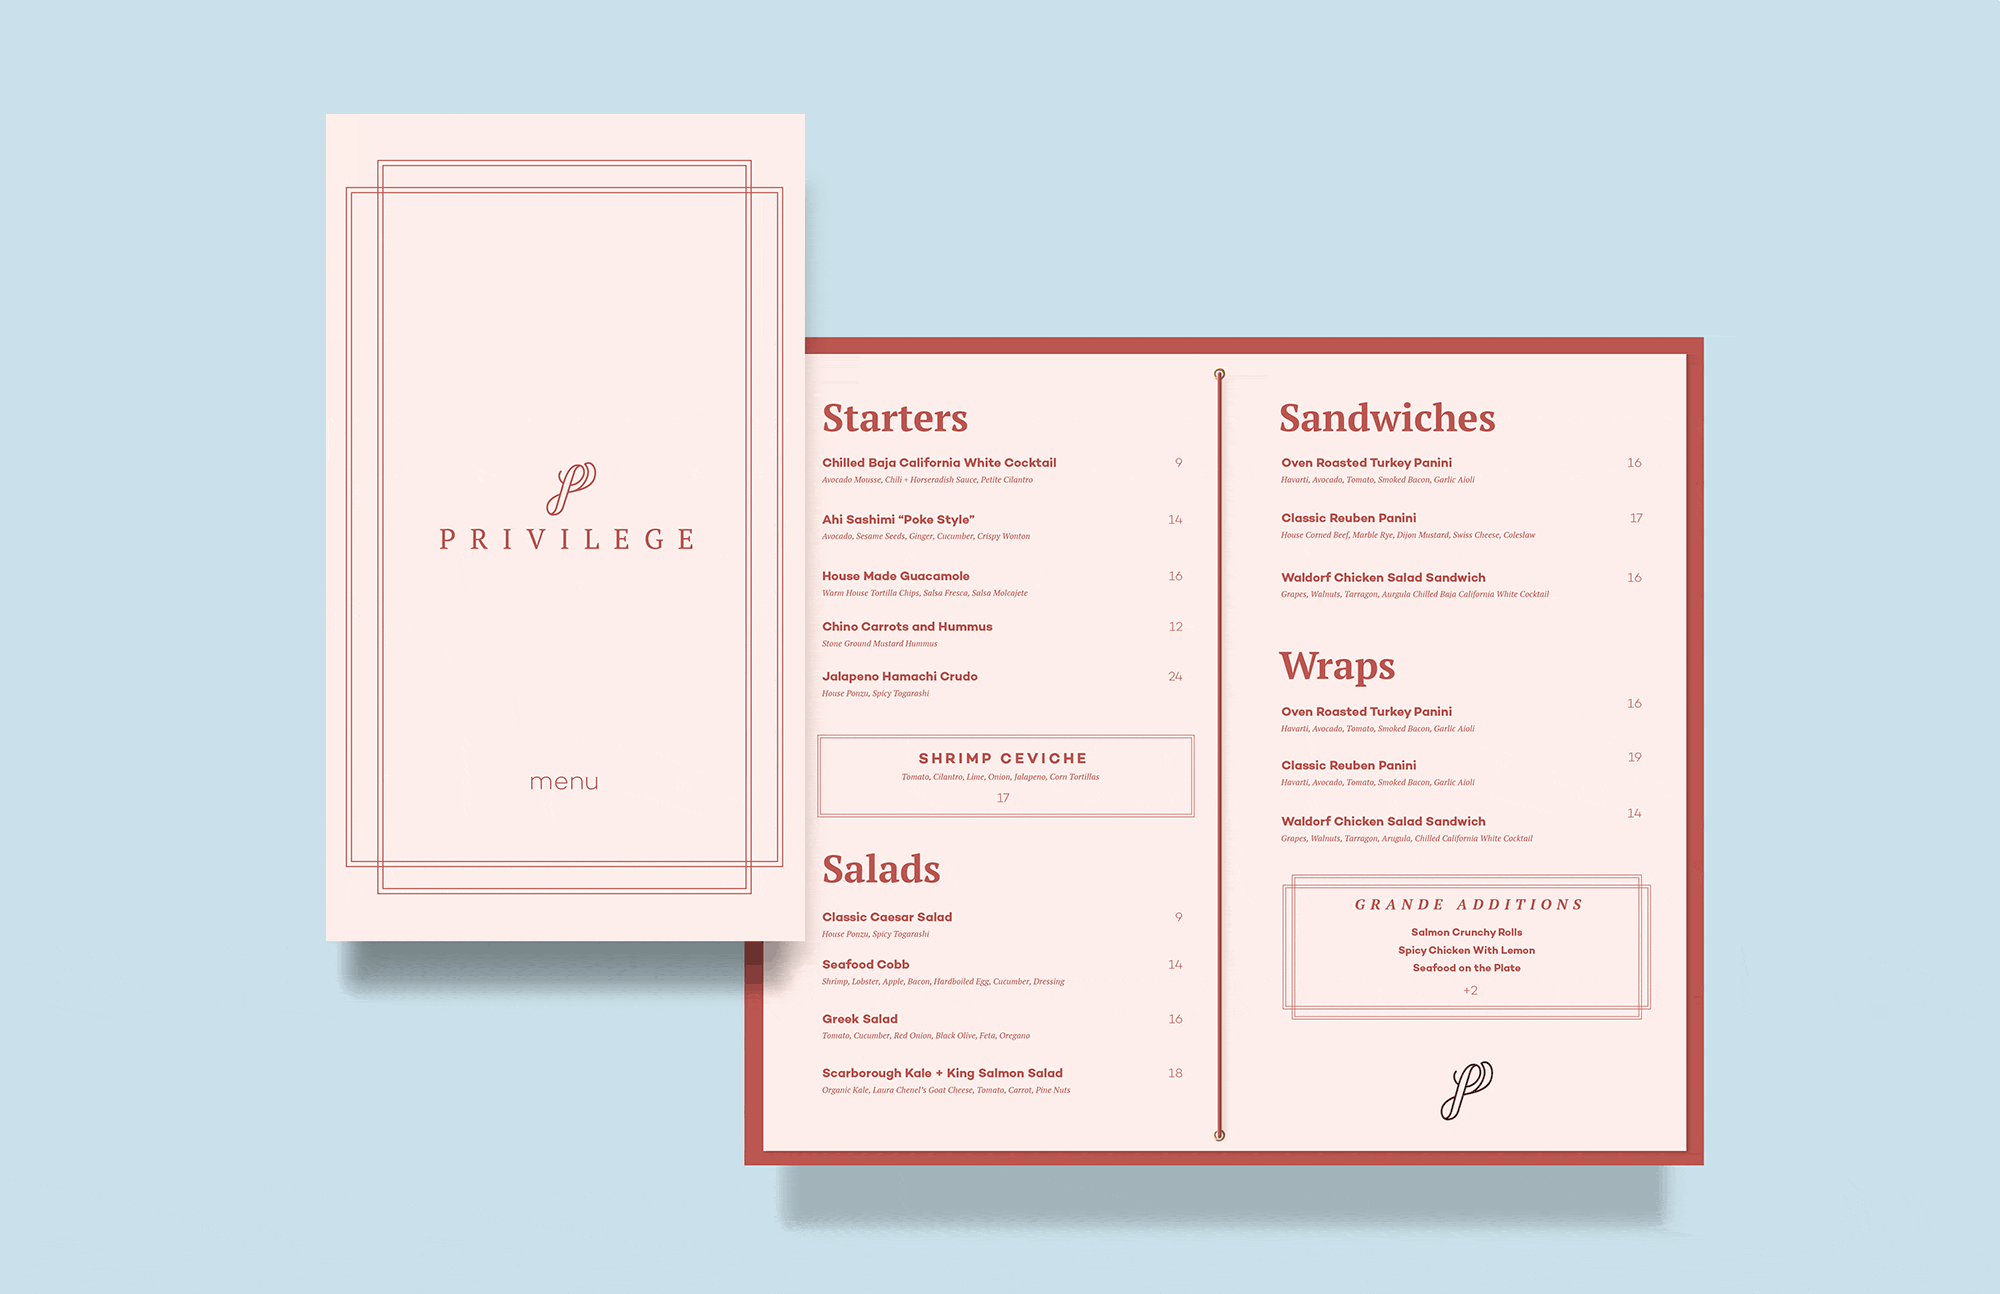 PRIVILEGE
menu
Starters
Chilled Baja California White Cocktail 9
Avocado Mousse, Chili + Horseradish Sauce, Petite Cilantro
Ahi Sashimi “Poke Style” 14
Avocado, Sesame Seeds, Ginger, Cucumber, Crispy Wonton
House Made Guacamole 16
Warm House Tortilla Chips, Salsa Fresca, Salsa Molcajete
Chino Carrots and Hummus 12
Stone Ground Mustard Hummus
Jalapeno Hamachi Crudo 24
House Ponzu, Spicy Togarashi
SHRIMP CEVICHE
Tomato, Cilantro, Lime, Onion, Jalapeno, Corn Tortillas
17
Salads
Classic Caesar Salad 9
House Ponzu, Spicy Togarashi
Seafood Cobb 14
Shrimp, Lobster, Apple, Bacon, Hardboiled Egg, Cucumber, Dressing
Greek Salad 16
Tomato, Cucumber, Red Onion, Black Olive, Feta, Oregano
Scarborough Kale + King Salmon Salad 18
Organic Kale, Laura Chenel's Goat Cheese, Tomato, Carrot, Pine Nuts
Sandwiches
Oven Roasted Turkey Panini 16
Havarti, Avocado, Tomato, Smoked Bacon, Garlic Aioli
Classic Reuben Panini 17
House Corned Beef, Marble Rye, Dijon Mustard, Swiss Cheese, Coleslaw
Waldorf Chicken Salad Sandwich 16
Grapes, Walnuts, Tarragon, Aurgula Chilled Baja California White Cocktail
Wraps
Oven Roasted Turkey Panini 16
Havarti, Avocado, Tomato, Smoked Bacon, Garlic Aioli
Classic Reuben Panini 19
Havarti, Avocado, Tomato, Smoked Bacon, Garlic Aioli
Waldorf Chicken Salad Sandwich 14
Grapes, Walnuts, Tarragon, Arugula, Chilled California White Cocktail
GRANDE ADDITIONS
Salmon Crunchy Rolls
Spicy Chicken With Lemon
Seafood on the Plate
+2